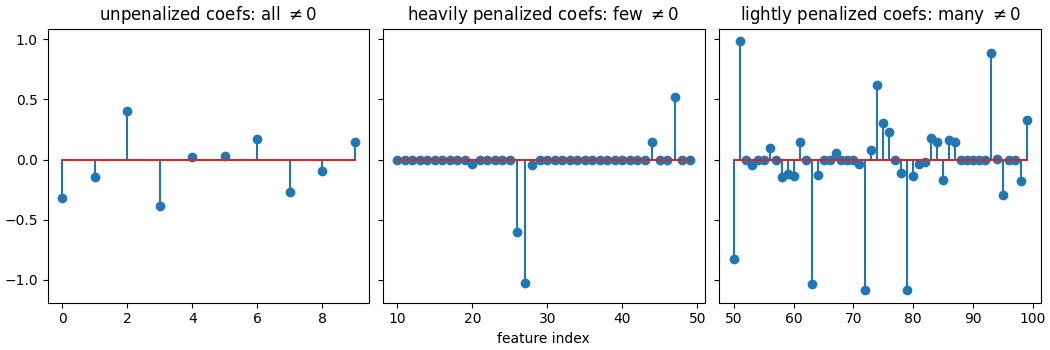 unpenalized coefs: all ≠0
heavily penalized coefs: few ≠0
lightly penalized coefs: many ≠0
1.0
0.5
0.0
−0.5
−1.0
0 2 4 6 8
10 20 30 40 50
50 60 70 80 90 100
feature index